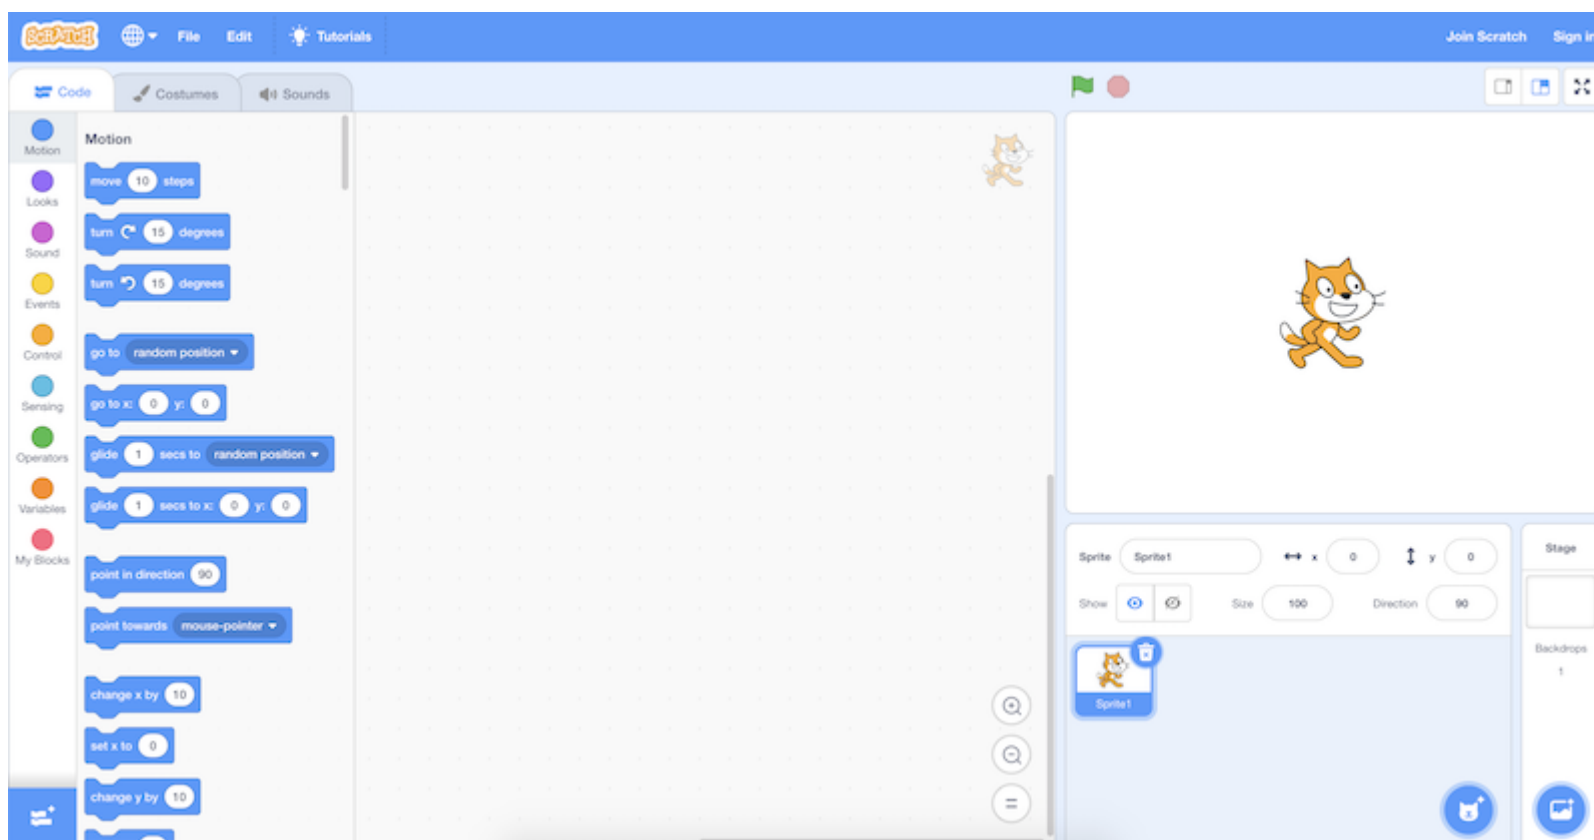 SCRATCH File Edit Tutorials Join Scratch Sign in
Code Costumes Sounds
Motion
Looks
Sound
Events
Control
Sensing
Operators
Variables
My Blocks
Motion
move 10 steps
turn 15 degrees
turn 15 degrees
go to random position
go to x: 0 y: 0
glide 1 secs to random position
glide 1 secs to x: 0 y: 0
point in direction 90
point towards mouse-pointer
change x by 10
set x to 0
change y by 10
Sprite Sprite1 x 0 y 0
Show Size 100 Direction 90
Sprite1
Stage
Backdrops
1